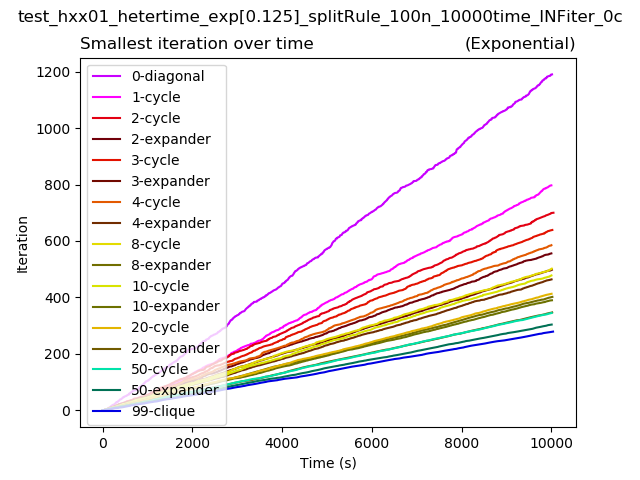 test_hxx01_hetertime_exp[0.125]_splitRule_100n_10000time_INFiter_0c
Smallest iteration over time (Exponential)
1200
1000
800
600
400
200
0
Iteration
0-diagonal
1-cycle
2-cycle
2-expander
3-cycle
3-expander
4-cycle
4-expander
8-cycle
8-expander
10-cycle
10-expander
20-cycle
20-expander
50-cycle
50-expander
99-clique
0 2000 4000 6000 8000 10000
Time (s)